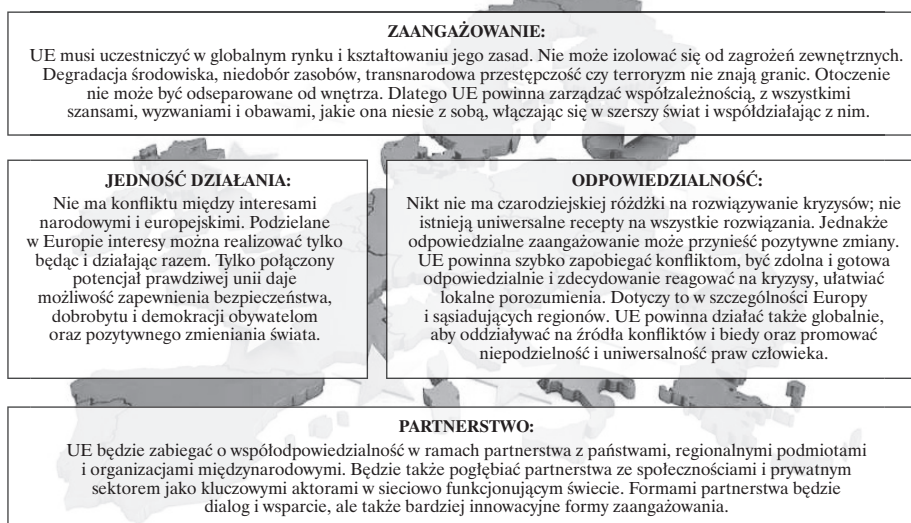 ZAANGAŻOWANIE:
UE musi uczestniczyć w globalnym rynku i kształtowaniu jego zasad. Nie może izolować się od zagrożeń zewnętrznych.
Degradacja środowiska, niedobór zasobów, transnarodowa przestępczość czy terroryzm nie znają granic. Otoczenie
nie może być odseparowane od wnętrza. Dlatego UE powinna zarządzać współzależnością, z wszystkimi
szansami, wyzwaniami i obawami, jakie ona niesie z sobą, włączając się w szerszy świat i współdziałając z nim.
JEDNOŚĆ DZIAŁANIA:
Nie ma konfliktu między interesami
narodowymi i europejskimi. Podzielane
w Europie interesy można realizować tylko
będąc i działając razem. Tylko połączony
potencjał prawdziwej unii daje
możliwość zapewnienia bezpieczeństwa,
dobrobytu i demokracji obywatelom
oraz pozytywnego zmieniania świata.
ODPOWIEDZIALNOŚĆ:
Nikt nie ma czarodziejskiej różdżki na rozwiązywanie kryzysów; nie
istnieją uniwersalne recepty na wszystkie rozwiązania. Jednakże
odpowiedzialne zaangażowanie może przynieść pozytywne zmiany.
UE powinna szybko zapobiegać konfliktom, być zdolna i gotowa
odpowiedzialnie i zdecydowanie reagować na kryzysy, ułatwiać
lokalne porozumienia. Dotyczy to w szczególności Europy
i sąsiadujących regionów. UE powinna działać także globalnie,
aby oddziaływać na źródła konfliktów i biedy oraz promować
niepodzielność i uniwersalność praw człowieka.
PARTNERSTWO:
UE będzie zabiegać o współodpowiedzialność w ramach partnerstwa z państwami, regionalnymi podmiotami
i organizacjami międzynarodowymi. Będzie także pogłębiać partnerstwa ze społecznościami i prywatnym
sektorem jako kluczowymi aktorami w sieciowo funkcjonującym świecie. Formami partnerstwa będzie
dialog i wsparcie, ale także bardziej innowacyjne formy zaangażowania.